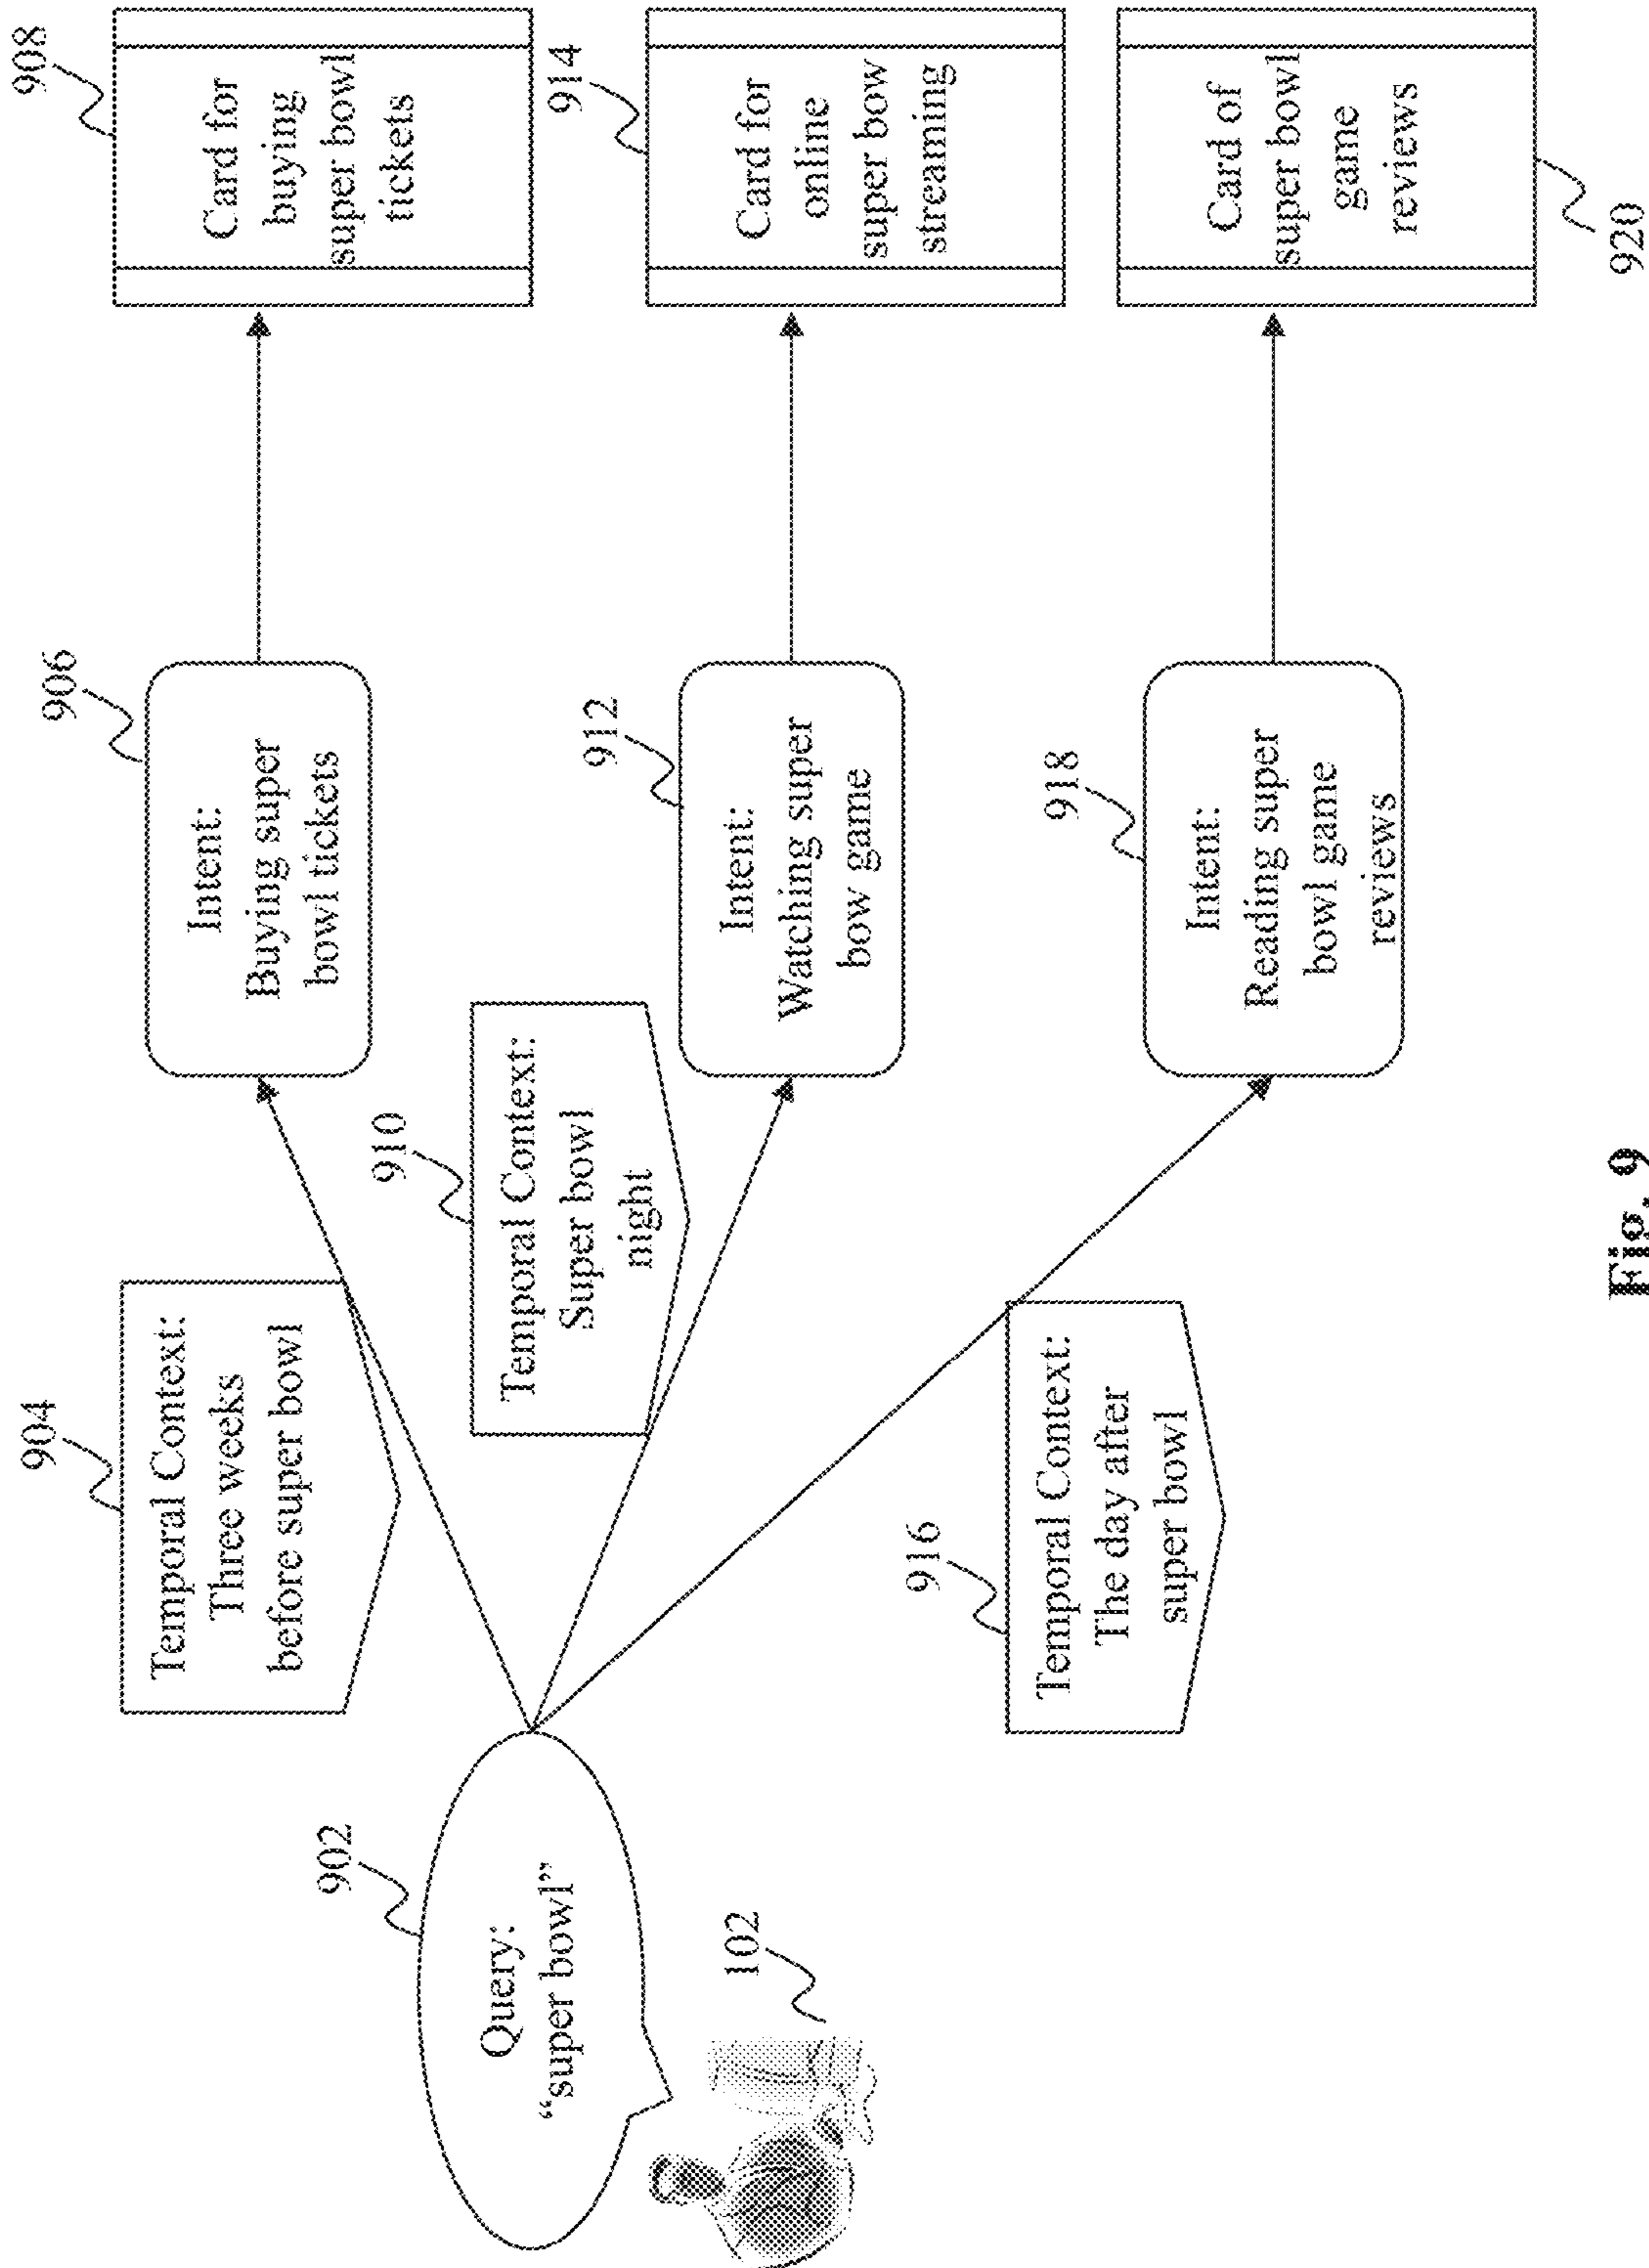 908
Card for
buying
super bowl
tickets
906
Intent:
Buying super
bowl tickets
904
Temporal Context:
Three weeks
before super bowl
902
Query:
“super bowl”
102
910
Temporal Context:
Super bowl
night
912
Intent:
Watching super
bow game
914
Card for
online
super bow
streaming
916
Temporal Context:
The day after
super bowl
918
Intent:
Reading super
bowl game
reviews
Card of
super bowl
game
reviews
920
Fig. 9